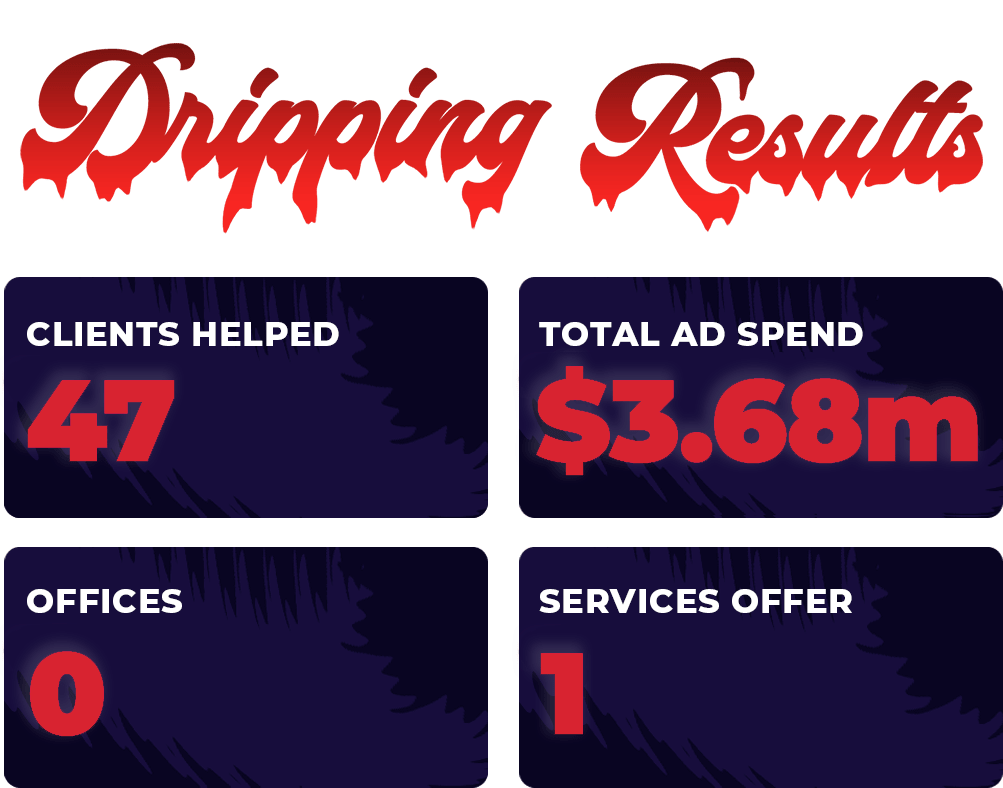 Dripping Results
CLIENTS HELPED
47
TOTAL AD SPEND
$3.68m
OFFICES
0
SERVICES OFFER
1